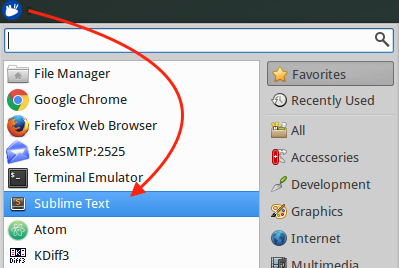 File Manager
Google Chrome
Firefox Web Browser
fakeSMTP:2525
Terminal Emulator
Sublime Text
Atom
KDiff3
Favorites
Recently Used
All
Accessories
Development
Graphics
Internet
Multimedia